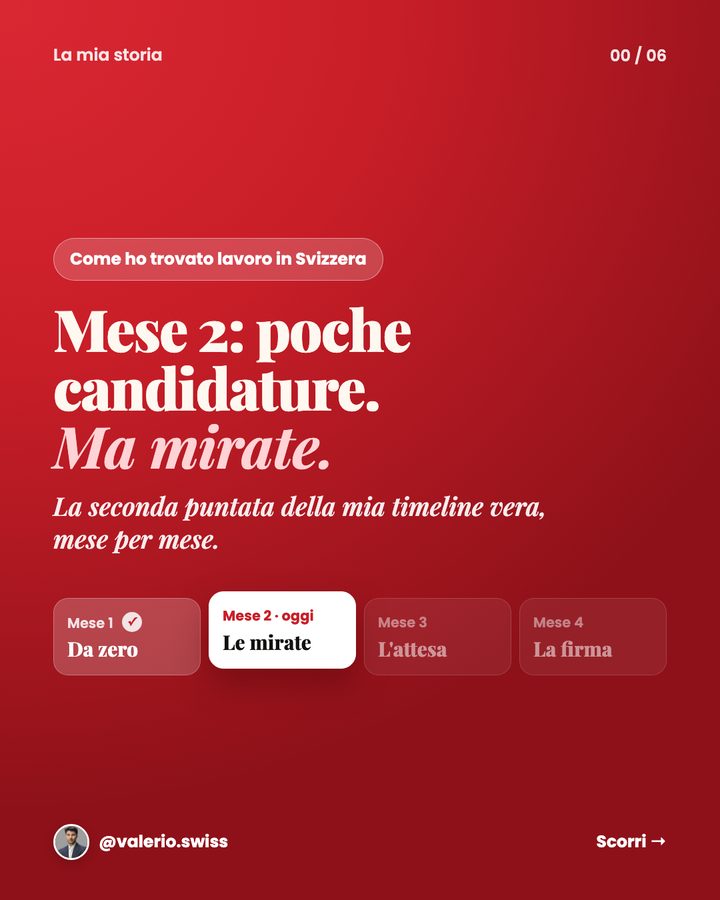 La mia storia
00 / 06
Come ho trovato lavoro in Svizzera
Mese 2: poche
candidature.
Ma mirate.
La seconda puntata della mia timeline vera,
mese per mese.
Mese 1 ✓
Da zero
Mese 2 · oggi
Le mirate
Mese 3
L'attesa
Mese 4
La firma
@valerio.swiss
Scorri →